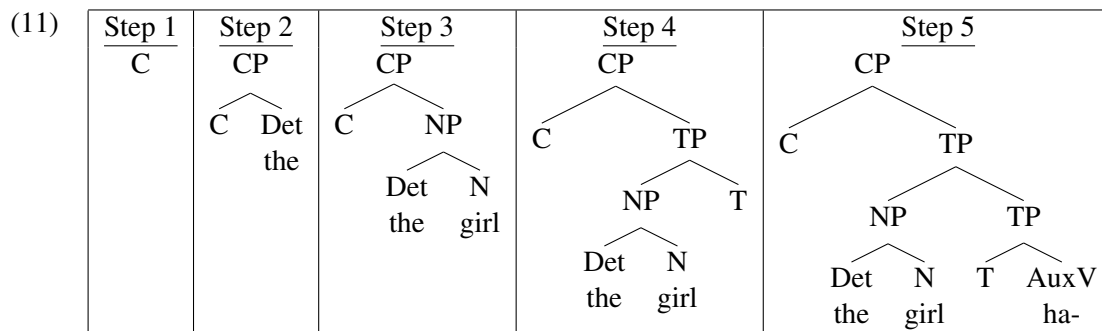 (11) Step 1 Step 2 Step 3 Step 4 Step 5
C CP CP CP CP
C Det C NP C TP C TP
the
Det N NP T NP TP
the girl
Det N Det N T AuxV
the girl the girl ha-